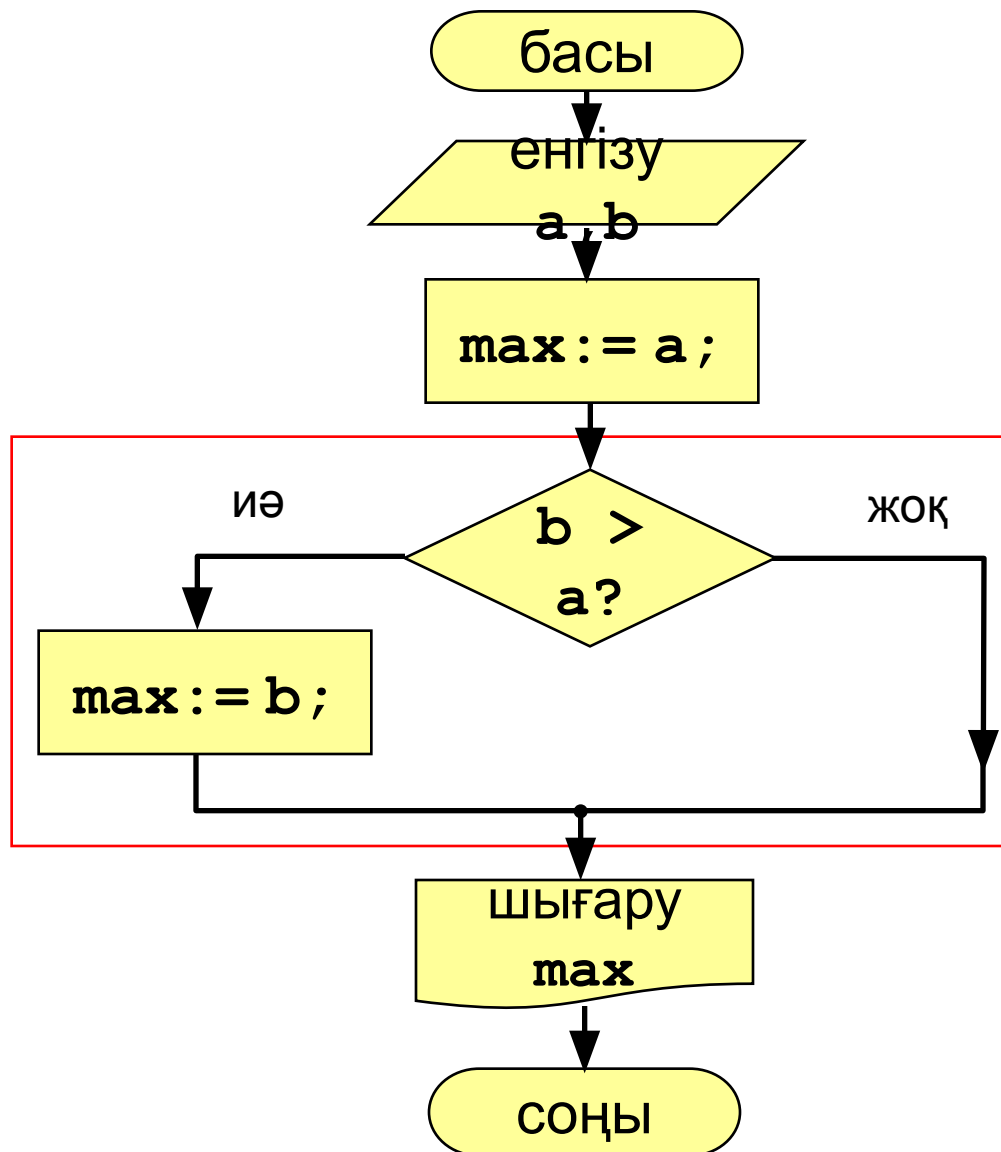 басы
енгізу
a,b
max:= a;
иә
b >
a?
жоқ
max:= b;
шығару
max
соңы